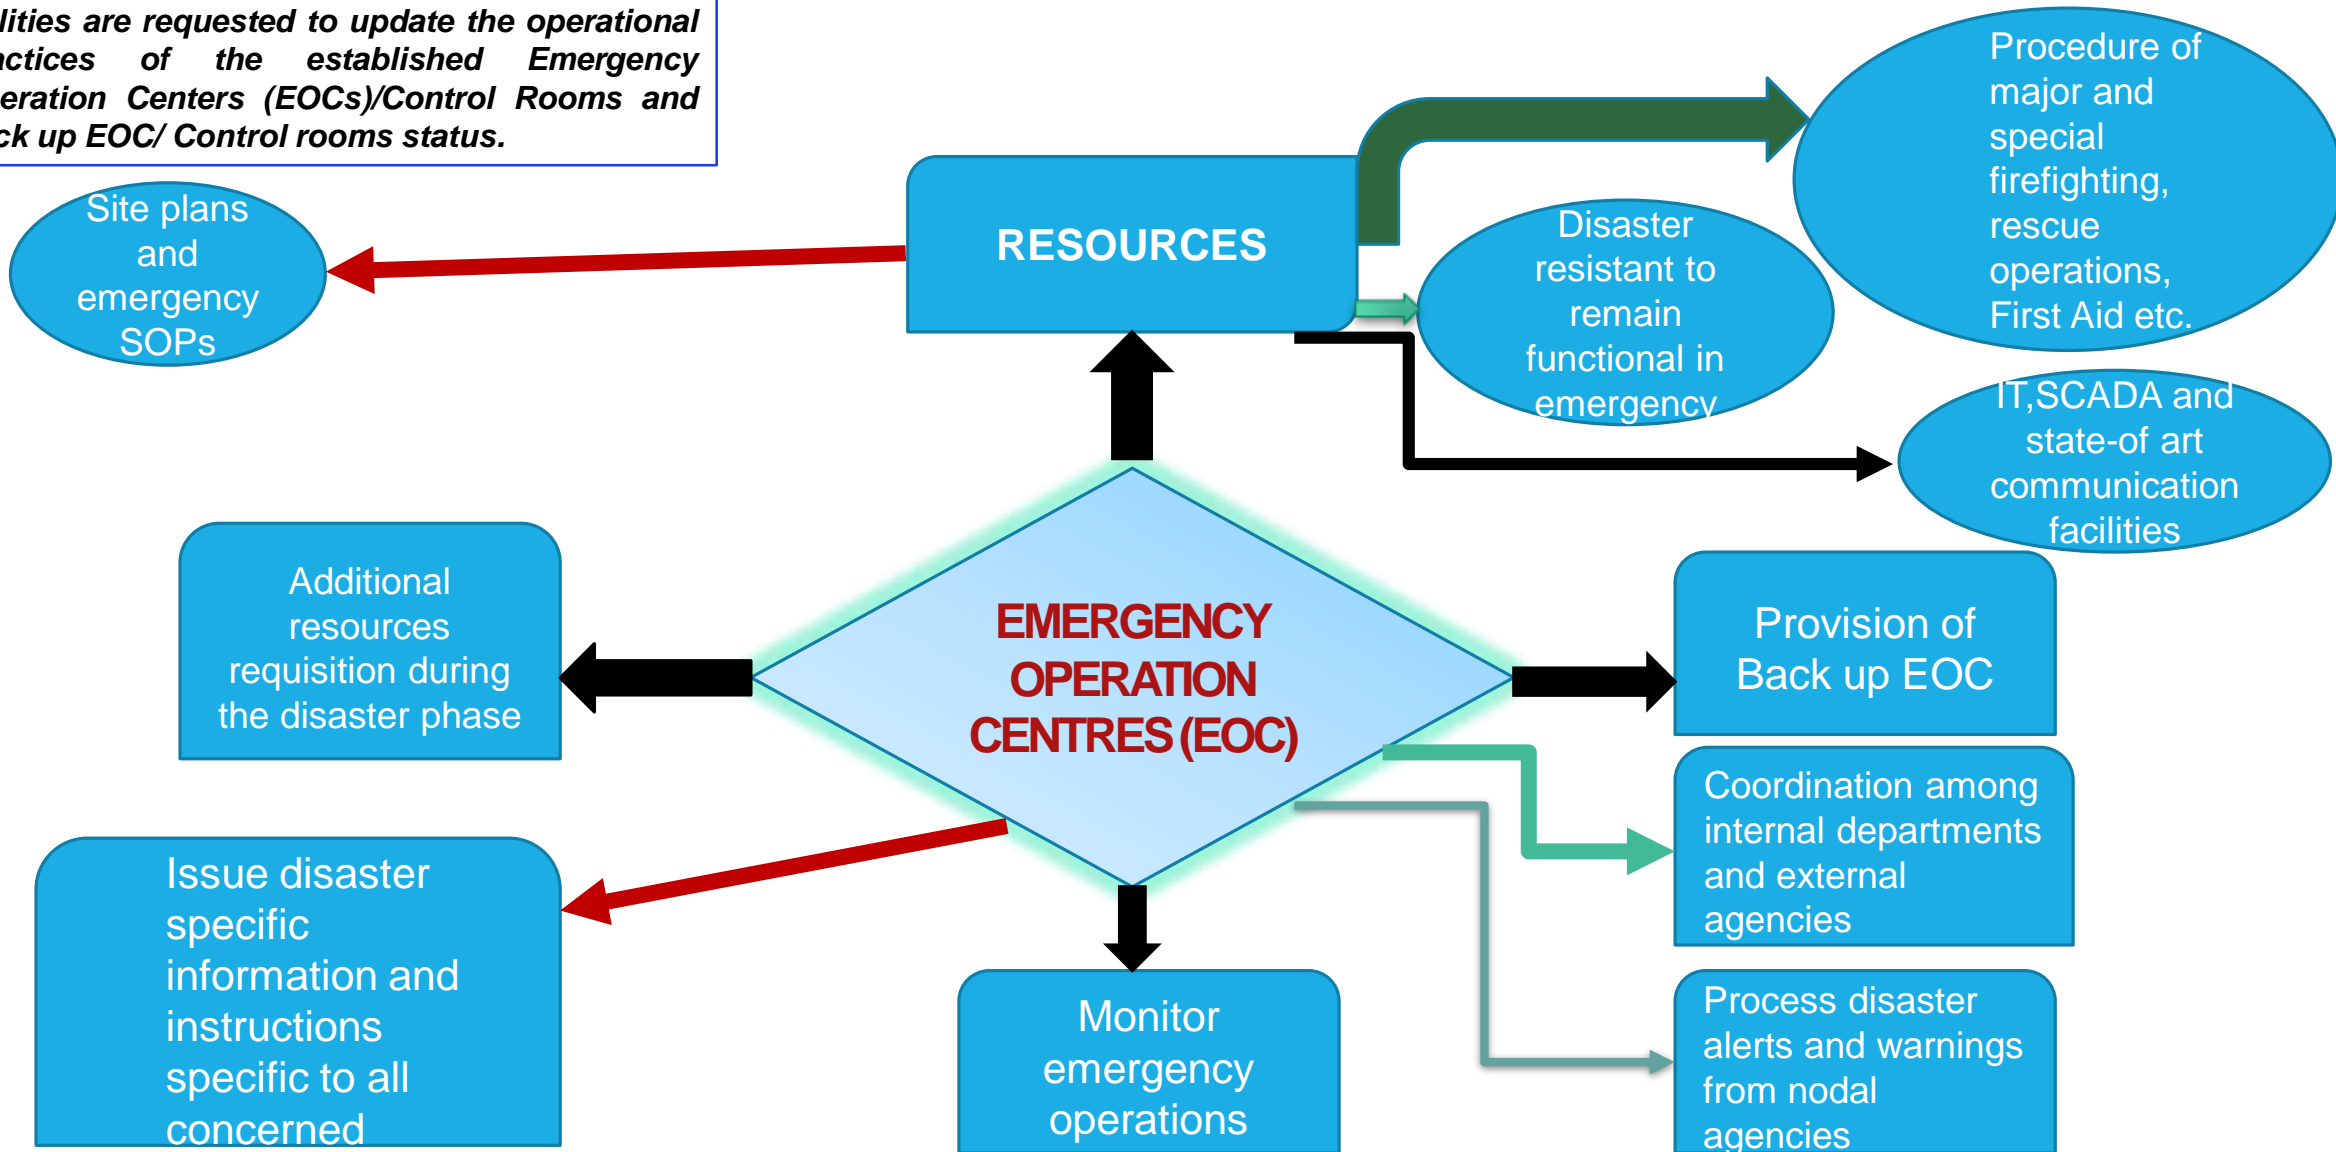 are requested to update the operational
of the established Emergency
Centers (EOCs)/Control Rooms and
up EOC/ Control rooms status.
Procedure of
major and
special
firefighting,
rescue
operations,
First Aid etc.
Site plans
and
emergency
SOPs
RESOURCES
Disaster
resistant to
remain
functional in
emergency
IT,SCADA and
state-of art
communication
facilities
Additional
resources
requisition during
the disaster phase
EMERGENCY
OPERATION
CENTRES (EOC)
Provision of
Back up EOC
Coordination among
internal departments
and external
agencies
Issue disaster
specific
information and
instructions
specific to all
concerned
Monitor
emergency
operations
Process disaster
alerts and warnings
from nodal
agencies